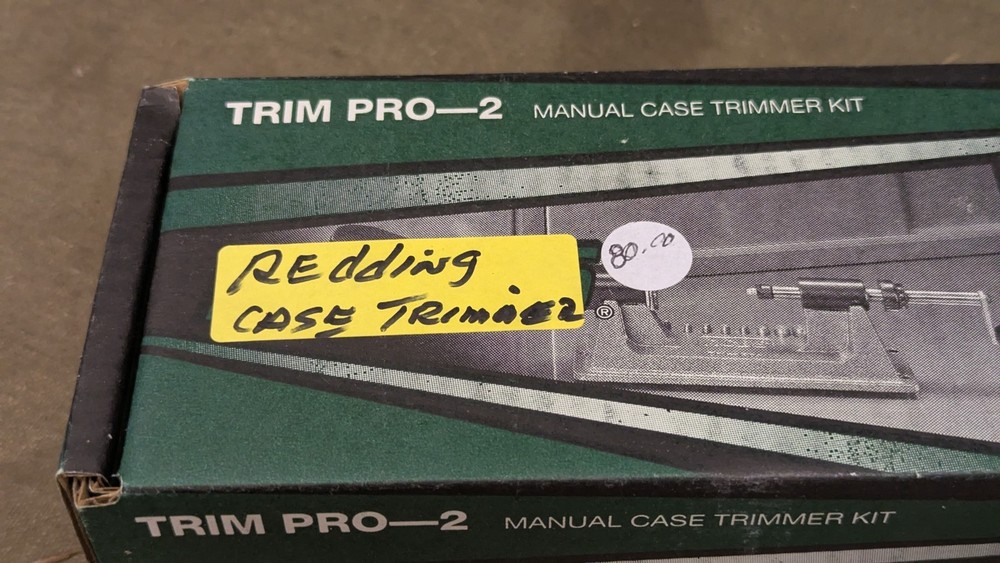 TRIM PRO—2 MANUAL CASE TRIMMER KIT
REddiNg
CASE TRIMMER
80.00
®
TRIM PRO—2 MANUAL CASE TRIMMER KIT